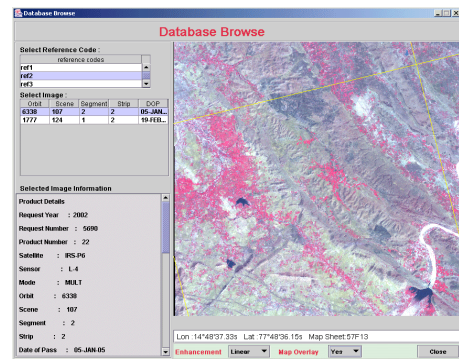 Database Browse
Database Browse
Select Reference Code :
reference codes
ref1
ref2
ref3
Select Image :
Orbit Scene Segment Strip DOP
6338 107 2 2 05-JAN...
1777 124 1 2 19-FEB...
Selected Image Information
Product Details
Request Year : 2002
Request Number : 5690
Product Number : 22
Satellite : IRS-P6
Sensor : L-4
Mode : MULT
Orbit : 6338
Scene : 107
Segment : 2
Strip : 2
Date of Pass : 05-JAN-05
Lon :14°48'37.33s Lat :77°48'36.15s Map Sheet:57F13
Enhancement Linear Map Overlay Yes Close